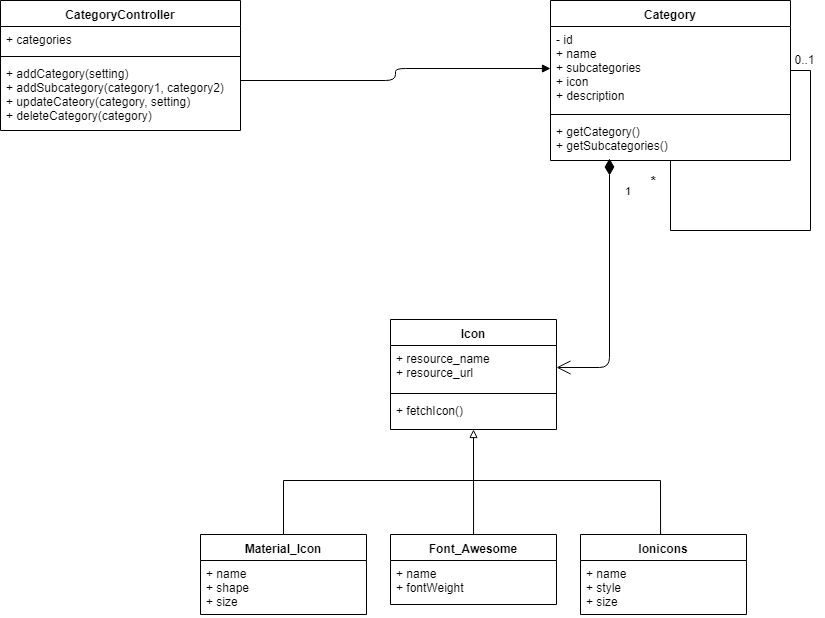 CategoryController
+ categories
+ addCategory(setting)
+ addSubcategory(category1, category2)
+ updateCateory(category, setting)
+ deleteCategory(category)
Category
- id
+ name
+ subcategories
+ icon
+ description
+ getCategory()
+ getSubcategories()
0..1
*
1
Icon
+ resource_name
+ resource_url
+ fetchIcon()
Material_Icon
+ name
+ shape
+ size
Font_Awesome
+ name
+ fontWeight
Ionicons
+ name
+ style
+ size